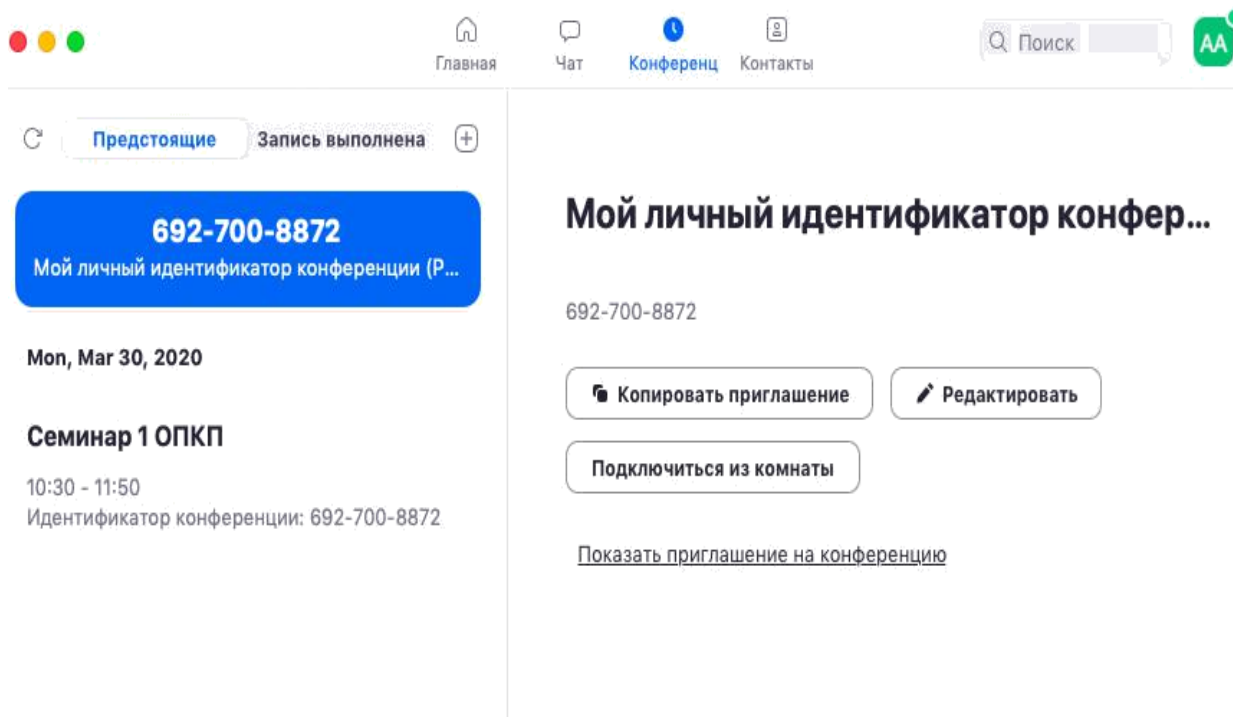 Главная Чат Конференц Контакты
Поиск
AA
Предстоящие Запись выполнена
692-700-8872
Мой личный идентификатор конференции (P...
Mon, Mar 30, 2020
Семинар 1 ОПКП
10:30 - 11:50
Идентификатор конференции: 692-700-8872
Мой личный идентификатор конфер...
692-700-8872
Копировать приглашение
Редактировать
Подключиться из комнаты
Показать приглашение на конференцию